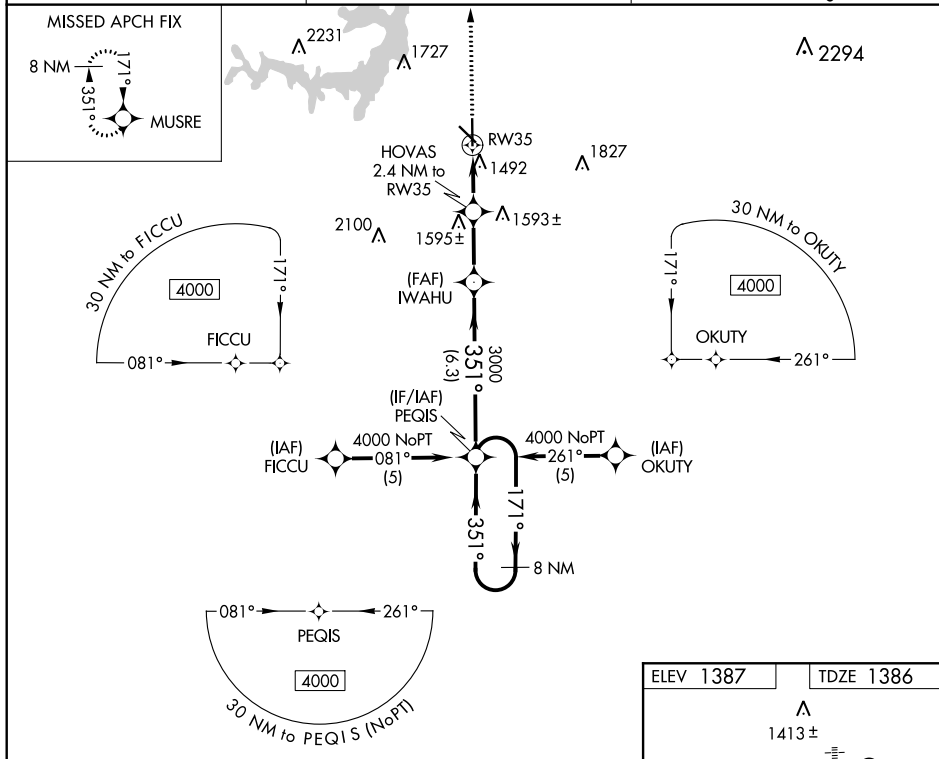 MISSED APCH FIX
8 NM
171°
351°
MUSRE
2231
1727
2294
RW35
HOVAS
2.4 NM to
RW35
1492
1827
2100
1595±
1593±
30 NM to FICCU
4000
171°
FICCU
081°
(FAF)
IWAHU
30 NM to OKUTY
4000
171°
OKUTY
261°
3000
351°
(6.3)
(IF/IAF)
PEQIS
(IAF)
FICCU
4000 NoPT
081°
(5)
4000 NoPT
261°
(5)
(IAF)
OKUTY
351°
171°
8 NM
081°
261°
PEQIS
4000
30 NM to PEQIS (NoPT)
ELEV 1387
TDZE 1386
1413±